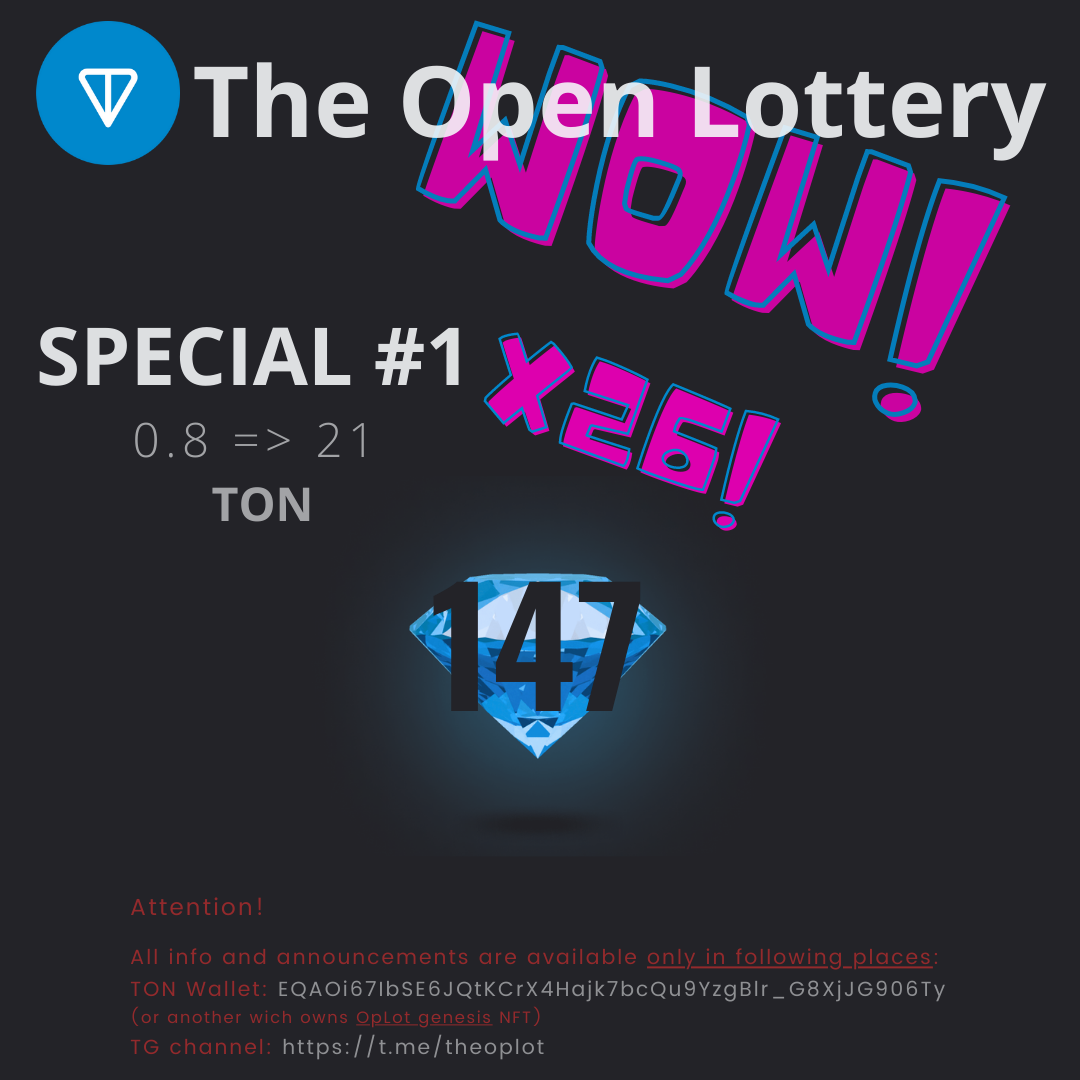 The Open Lottery
WOW!
SPECIAL #1
x26!
0.8 => 21
TON
147
Attention!
All info and announcements are available only in following places:
TON Wallet: EQAOi67IbSE6JQtKCrX4Hajk7bcQu9YzgBlr_G8XjJG906Ty
(or another wich owns OpLot genesis NFT)
TG channel: https://t.me/theoplot